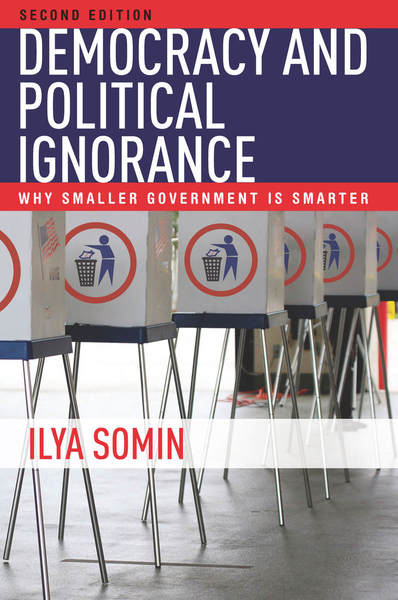 SECOND EDITION
DEMOCRACY AND
POLITICAL
IGNORANCE
WHY SMALLER GOVERNMENT IS SMARTER
ILYA SOMIN